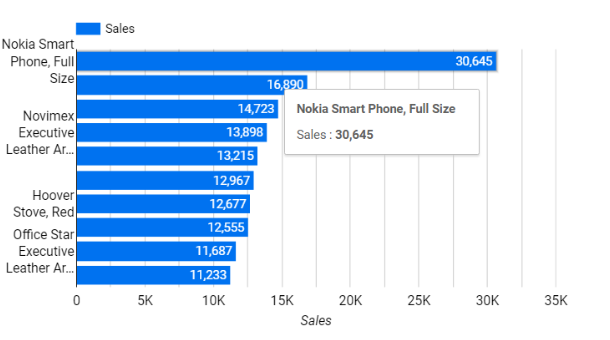 Sales
Nokia Smart
Phone, Full
Size
30,645
16,890
Nokia Smart Phone, Full Size
Sales : 30,645
14,723
Novimex
Executive
Leather Ar...
13,898
13,215
12,967
Hoover
Stove, Red
12,677
12,555
Office Star
Executive
Leather Ar...
11,687
11,233
0 5K 10K 15K 20K 25K 30K 35K
Sales